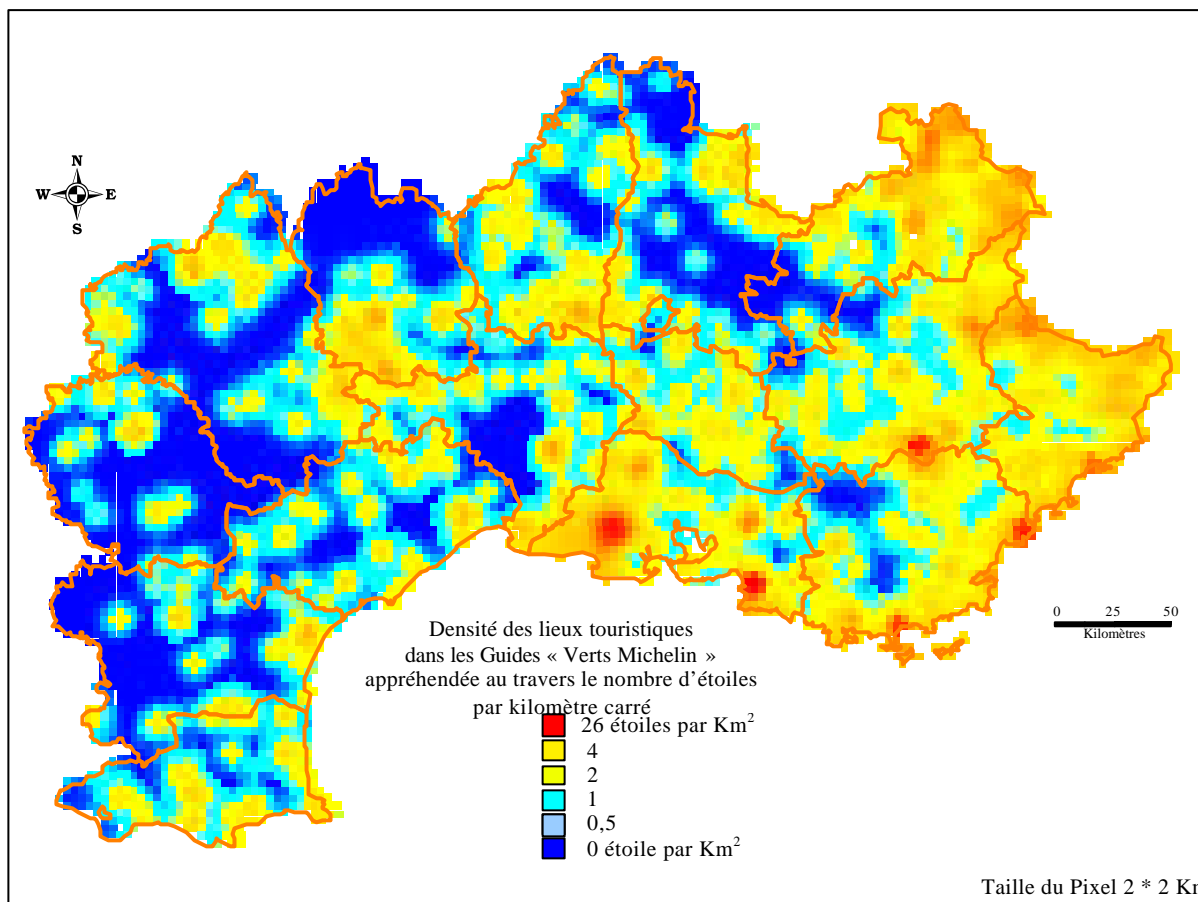 N
W E
S
0 25 50
Kilomètres
Densité des lieux touristiques
dans les Guides « Verts Michelin »
appréhendée au travers le nombre d'étoiles
par kilomètre carré
26 étoiles par Km²
4
2
1
0,5
0 étoile par Km²
Taille du Pixel 2 * 2 Km